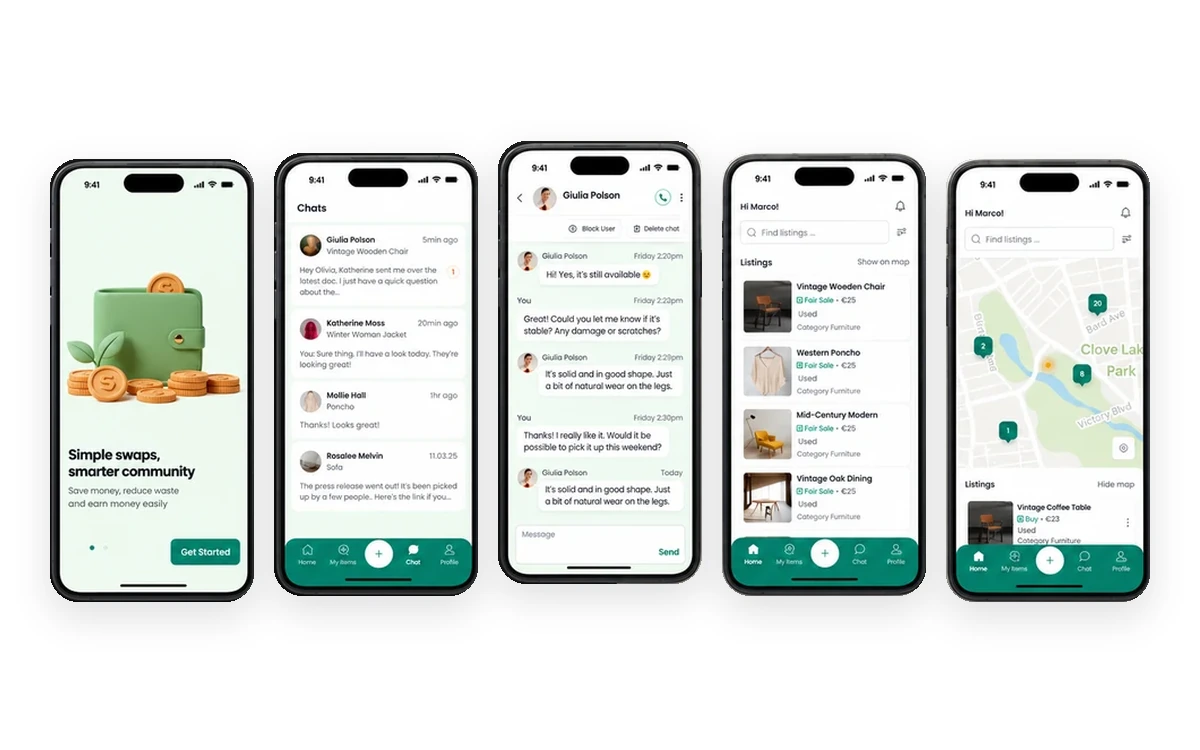 9:41
Simple swaps,
smarter community
Save money, reduce waste
and earn money easily
Get Started
9:41
Chats
Giulia Polson 5min ago
Vintage Wooden Chair
Hey Olivia, Katherine sent me over the
latest doc. I just have a quick question
about the...
1
Katherine Moss 20min ago
Winter Woman Jacket
You: Sure thing, I'll have a look today. They're
looking great!
Mollie Hall 1hr ago
Poncho
Thanks! Looks great!
Rosalee Melvin 11.03.25
Sofa
The press release went out! It's been picked
up by a few people.. Here's the link if you...
Home My Items + Chat Profile
9:41
Giulia Polson
Block User Delete chat
Giulia Polson Friday 2:20pm
Hi! Yes, it's still available 😉
You Friday 2:22pm
Great! Could you let me know if it's
stable? Any damage or scratches?
Giulia Polson Friday 2:29pm
It's solid and in good shape. Just
a bit of natural wear on the legs.
You Friday 2:30pm
Thanks! I really like it. Would it be
possible to pick it up this weekend?
Giulia Polson Today
It's solid and in good shape. Just
a bit of natural wear on the legs.
Message
Send
9:41
Hi Marco!
Find listings ...
Listings Show on map
Vintage Woeden Chair
Fair Sale • €25
Used
Category Furniture
Western Poncho
Fair Sale • €25
Used
Category Furniture
Mid-Century Modern
Fair Sale • €25
Used
Category Furniture
Vintage Oak Dining
Fair Sale • €25
Used
Category Furniture
Home My Items + Chat Profile
9:41
Hi Marco!
Find listings ...
20
Bard Ave
2
Clove Lak
Park
8
Victory Blvd
1
Listings Hide map
Vintage Coffee Table
Buy • €23
Used
Category Furniture
Home My Items + Chat Profile